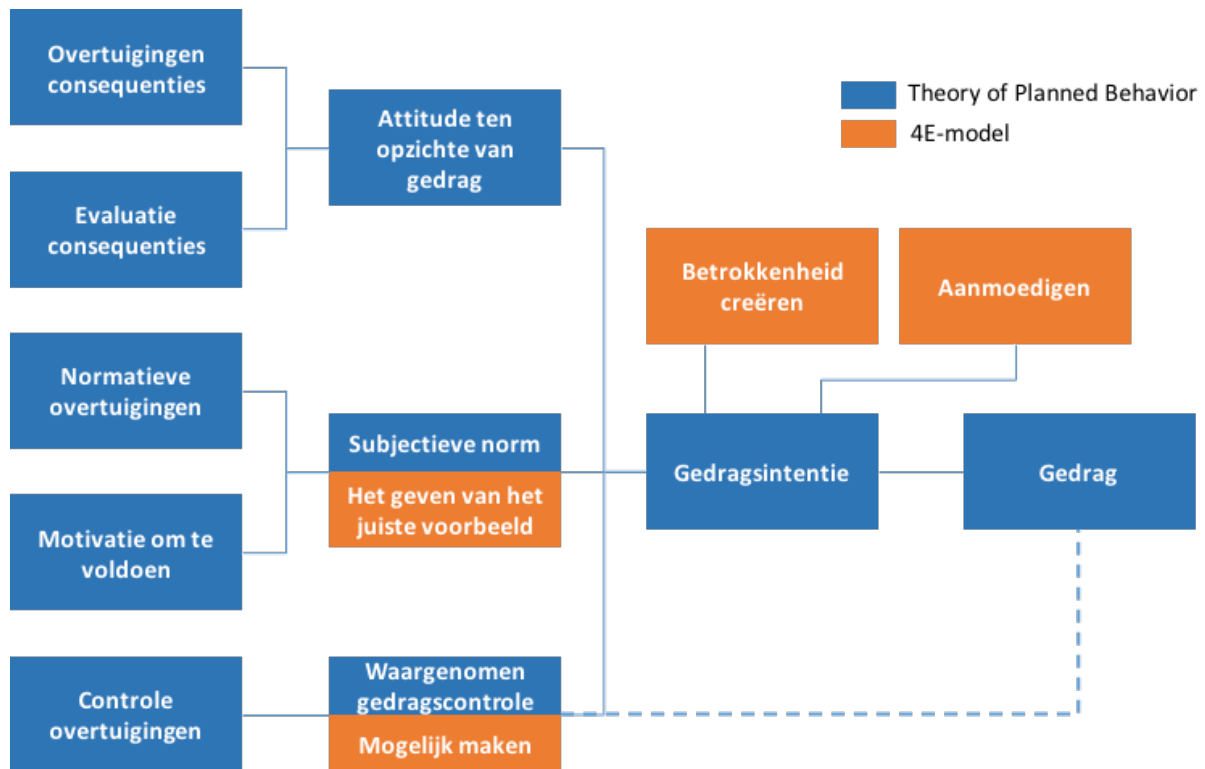 Overtuigingen
consequenties
Evaluatie
consequenties
Normatieve
overtuigingen
Motivatie om te
voldoen
Controle
overtuigingen
Attitude ten
opzichte van
gedrag
Subjectieve norm
Het geven van het
juiste voorbeeld
Waargenomen
gedragscontrole
Mogelijk maken
Theory of Planned Behavior
4E-model
Betrokkenheid
creëren
Aanmoedigen
Gedragsintentie
Gedrag